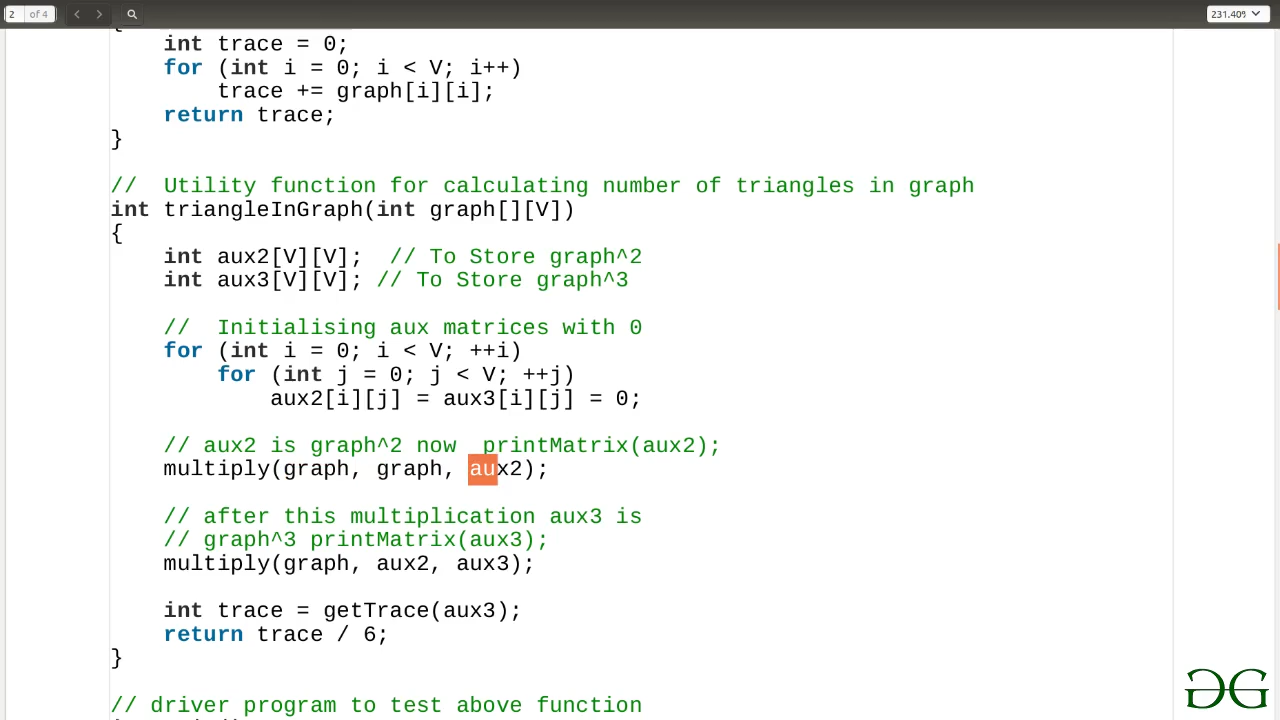 2 of 4 231.40%
{
int trace = 0;
for (int i = 0; i < V; i++)
trace += graph[i][i];
return trace;
}
// Utility function for calculating number of triangles in graph
int triangleInGraph(int graph[][V])
{
int aux2[V][V]; // To Store graph^2
int aux3[V][V]; // To Store graph^3
// Initialising aux matrices with 0
for (int i = 0; i < V; ++i)
for (int j = 0; j < V; ++j)
aux2[i][j] = aux3[i][j] = 0;
// aux2 is graph^2 now printMatrix(aux2);
multiply(graph, graph, aux2);
// after this multiplication aux3 is
// graph^3 printMatrix(aux3);
multiply(graph, aux2, aux3);
int trace = getTrace(aux3);
return trace / 6;
}
// driver program to test above function